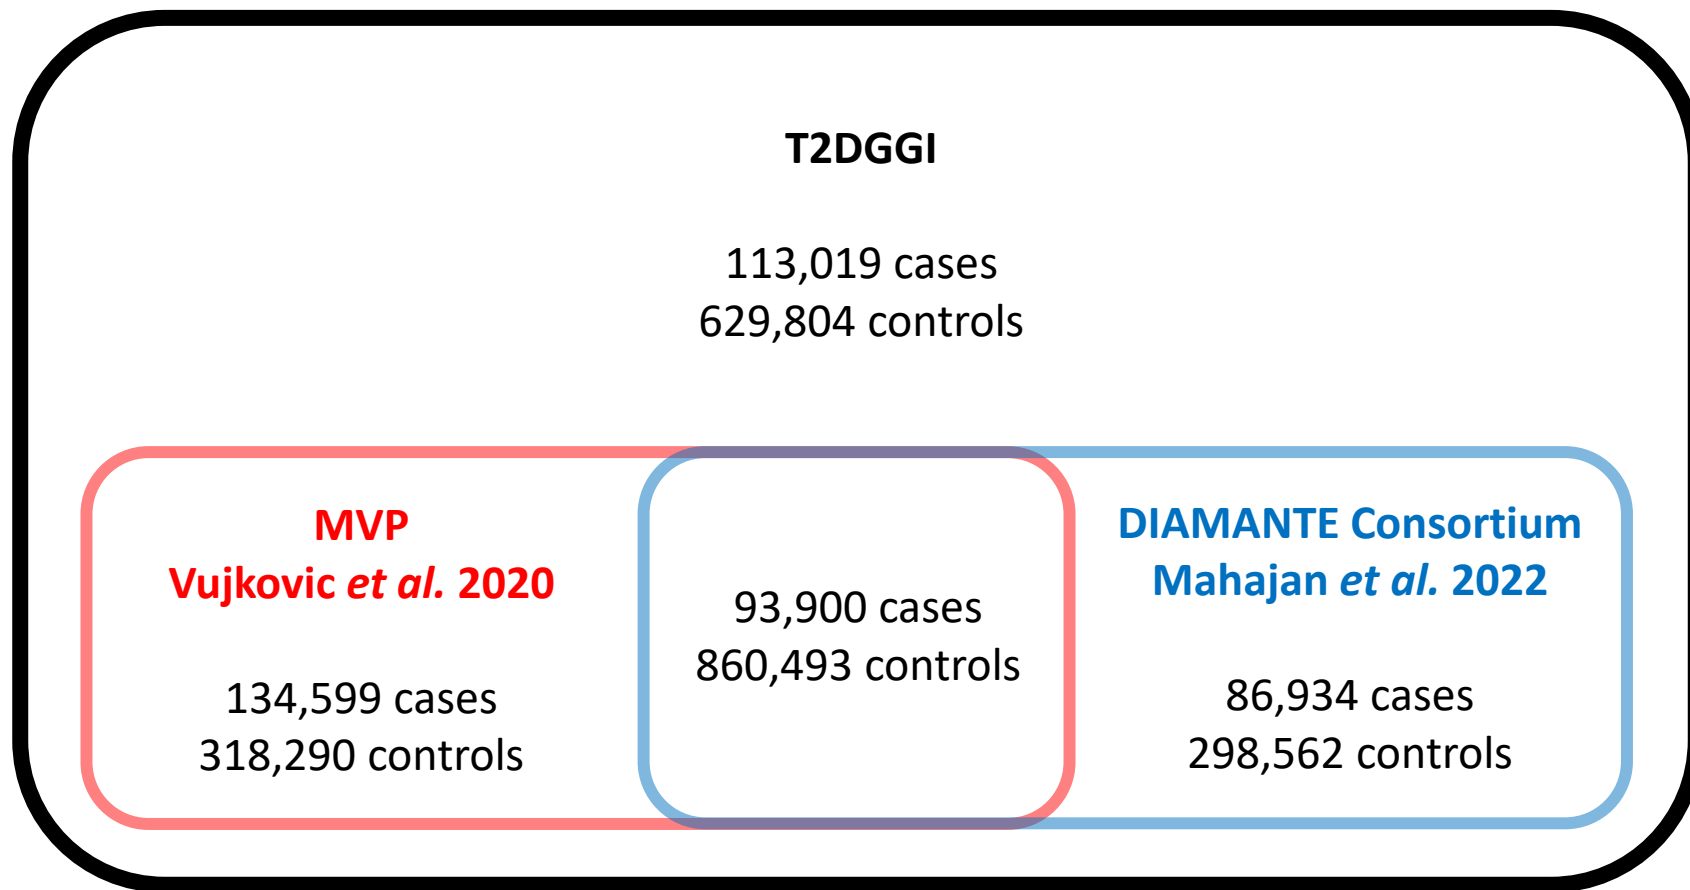 T2DGGI
113,019 cases
629,804 controls
MVP
Vujkovic et al. 2020
134,599 cases
318,290 controls
93,900 cases
860,493 controls
DIAMANTE Consortium
Mahajan et al. 2022
86,934 cases
298,562 controls